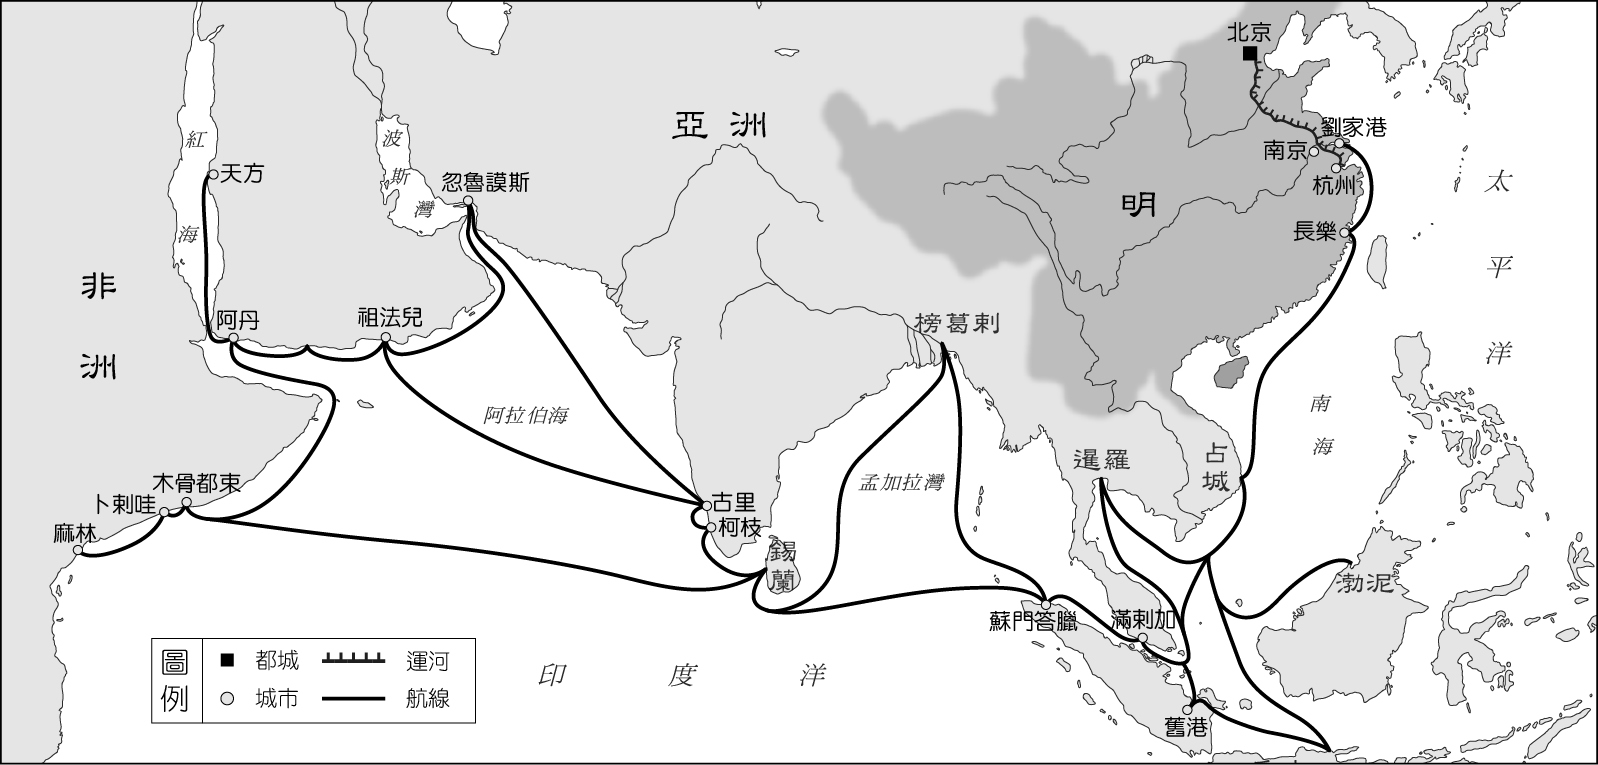 北京
劉家港
南京
杭州
長樂
明
亞洲
非洲
太平洋
紅海
天方
波斯灣
忽魯謨斯
阿丹
祖法兒
榜葛剌
阿拉伯海
孟加拉灣
暹羅
占城
南海
木骨都束
卜剌哇
麻林
古里
柯枝
錫蘭
蘇門答臘
滿剌加
渤泥
舊港
印度洋
圖例
都城
運河
城市
航線